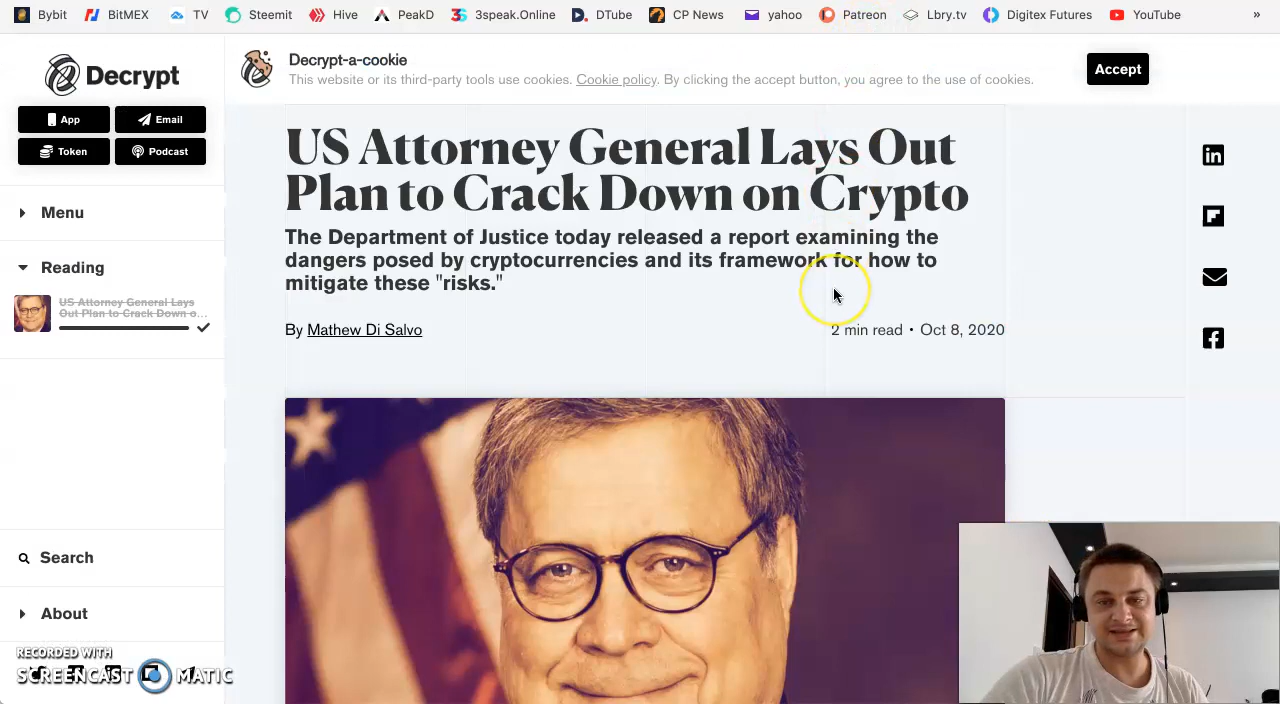 Bybit BitMEX TV Steemit Hive PeakD 3speak.Online DTube CP News yahoo Patreon Lbry.tv Digitex Futures YouTube »
Decrypt
App Email
Token Podcast
Menu
Reading
US Attorney General Lays
Out Plan to Crack Down o...
Search
About
RECORDED WITH
SCREENCAST MATIC
Decrypt-a-cookie
This website or its third-party tools use cookies. Cookie policy. By clicking the accept button, you agree to the use of cookies.
Accept
US Attorney General Lays Out
Plan to Crack Down on Crypto
The Department of Justice today released a report examining the
dangers posed by cryptocurrencies and its framework for how to
mitigate these "risks."
By Mathew Di Salvo
2 min read • Oct 8, 2020